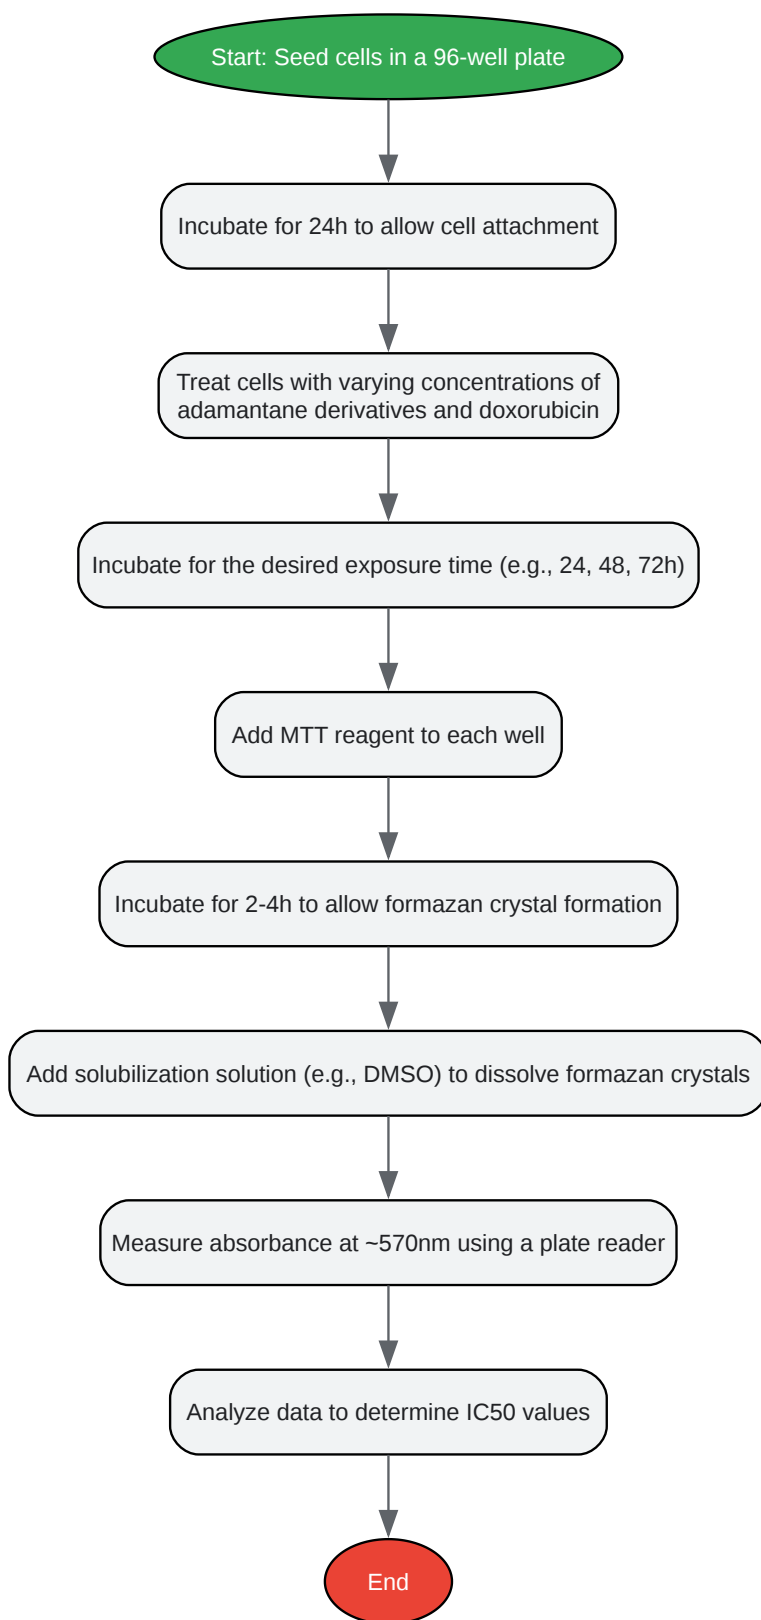 Start: Seed cells in a 96-well plate
Incubate for 24h to allow cell attachment
Treat cells with varying concentrations of
adamantane derivatives and doxorubicin
Incubate for the desired exposure time (e.g., 24, 48, 72h)
Add MTT reagent to each well
Incubate for 2-4h to allow formazan crystal formation
Add solubilization solution (e.g., DMSO) to dissolve formazan crystals
Measure absorbance at ~570nm using a plate reader
Analyze data to determine IC50 values
End